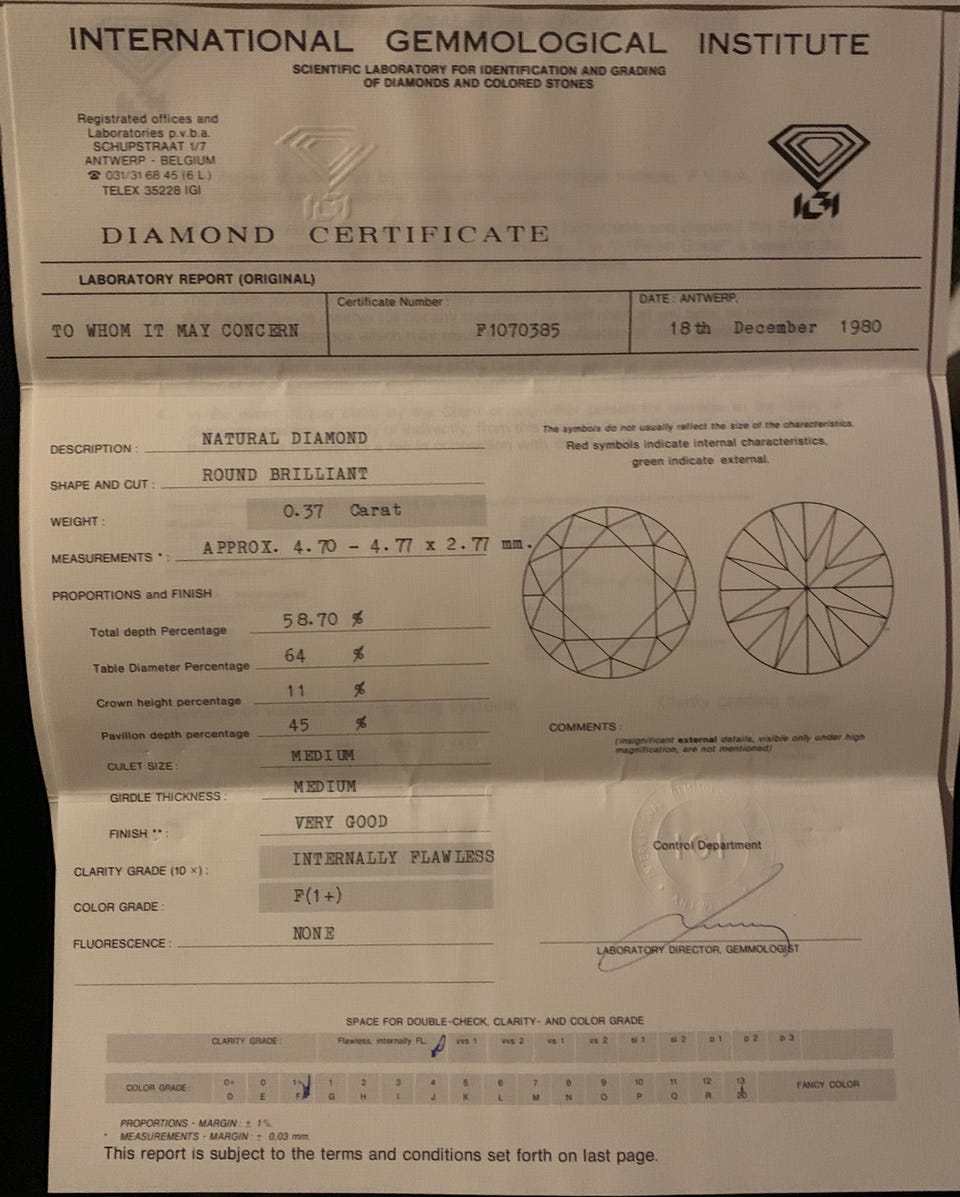 INTERNATIONAL GEMMOLOGICAL INSTITUTE
SCIENTIFIC LABORATORY FOR IDENTIFICATION AND GRADING
OF DIAMONDS AND COLORED STONES
Registered offices and
Laboratories p.v.b.a.
SCHUPSTRAAT 1/7
ANTWERP - BELGIUM
☎ 031/31 68 45 (6 L.)
TELEX 35228 IGI
IGI
IGI
DIAMOND CERTIFICATE
LABORATORY REPORT (ORIGINAL)
TO WHOM IT MAY CONCERN
Certificate Number :
F1070385
DATE : ANTWERP,
18th December 1980
DESCRIPTION : NATURAL DIAMOND
SHAPE AND CUT : ROUND BRILLIANT
WEIGHT : 0.37 Carat
MEASUREMENTS * : APPROX. 4.70 - 4.77 x 2.77 mm.
PROPORTIONS and FINISH
Total depth Percentage 58.70 %
Table Diameter Percentage 64 %
Crown height percentage 11 %
Pavilion depth percentage 45 %
CULET SIZE : MEDIUM
GIRDLE THICKNESS : MEDIUM
FINISH ** : VERY GOOD
CLARITY GRADE (10 ×) : INTERNALLY FLAWLESS
COLOR GRADE : F(1+)
FLUORESCENCE : NONE
The symbols do not usually reflect the size of the characteristics.
Red symbols indicate internal characteristics,
green indicate external.
COMMENTS :
(insignificant external details, visible only under high
magnification, are not mentioned)
Control Department
LABORATORY DIRECTOR, GEMMOLOGIST
SPACE FOR DOUBLE-CHECK, CLARITY- AND COLOR GRADE
CLARITY GRADE: Flawless, internally FL. vvs 1 vvs 2 vs 1 vs 2 si 1 si 2 p 1 p 2 p 3
COLOR GRADE : 0+ 0 1+ 1 2 3 4 5 6 7 8 9 10 11 12 13 FANCY COLOR
D E F G H I J K L M N O P Q R
PROPORTIONS - MARGIN : ± 1%.
* MEASUREMENTS - MARGIN : ± 0,03 mm.
This report is subject to the terms and conditions set forth on last page.